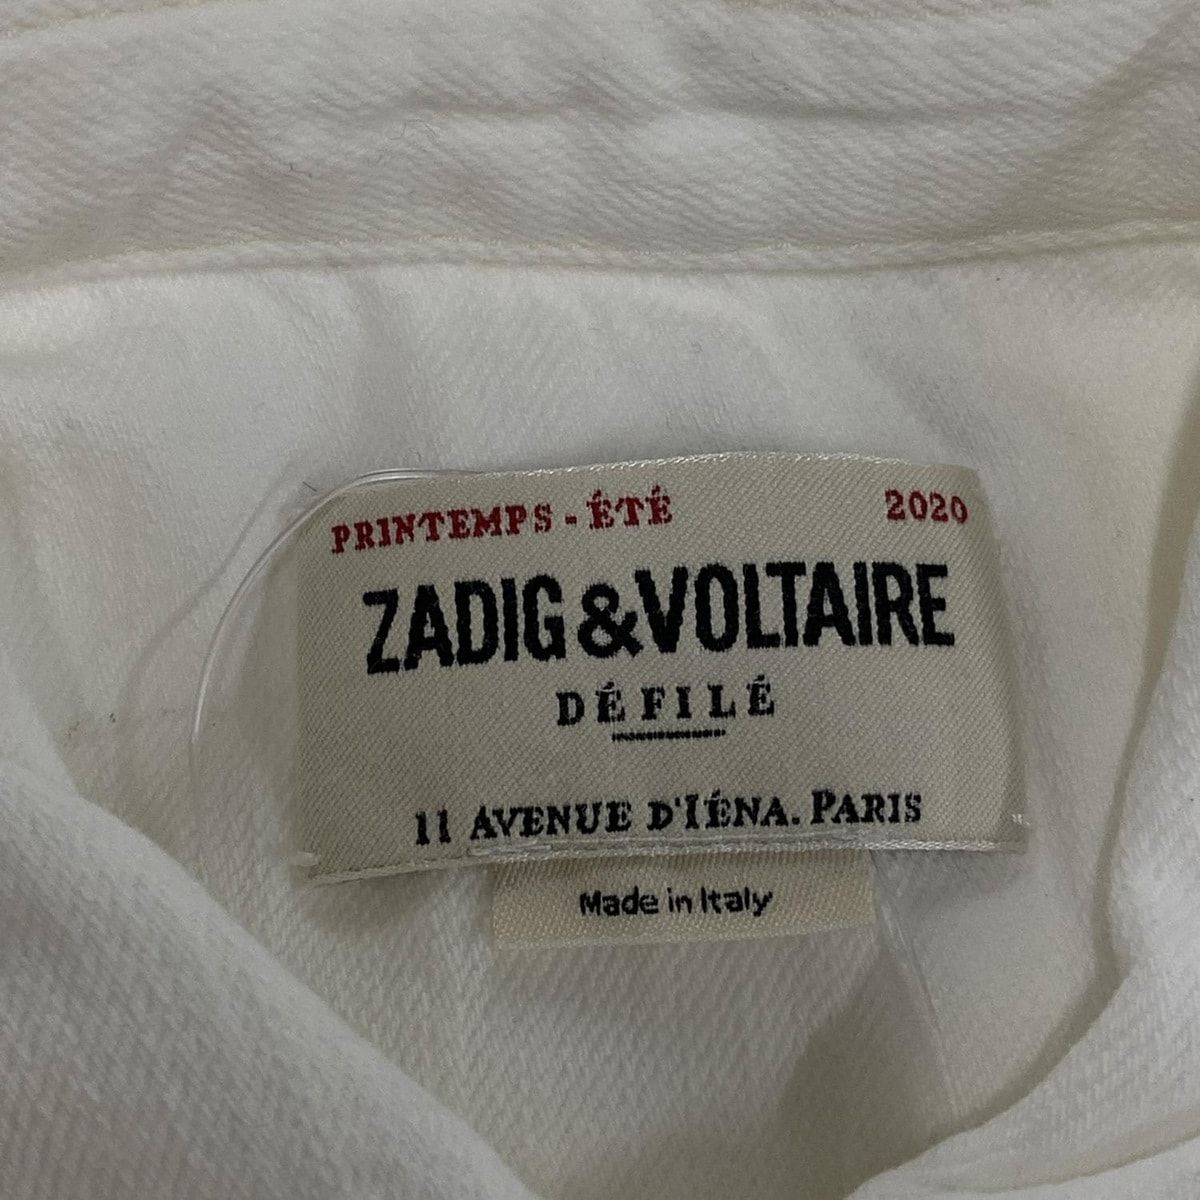 PRINTEMPS - ÉTÉ 2020
ZADIG & VOLTAIRE
DÉFILÉ
11 AVENUE D'IÉNA. PARIS
Made in Italy